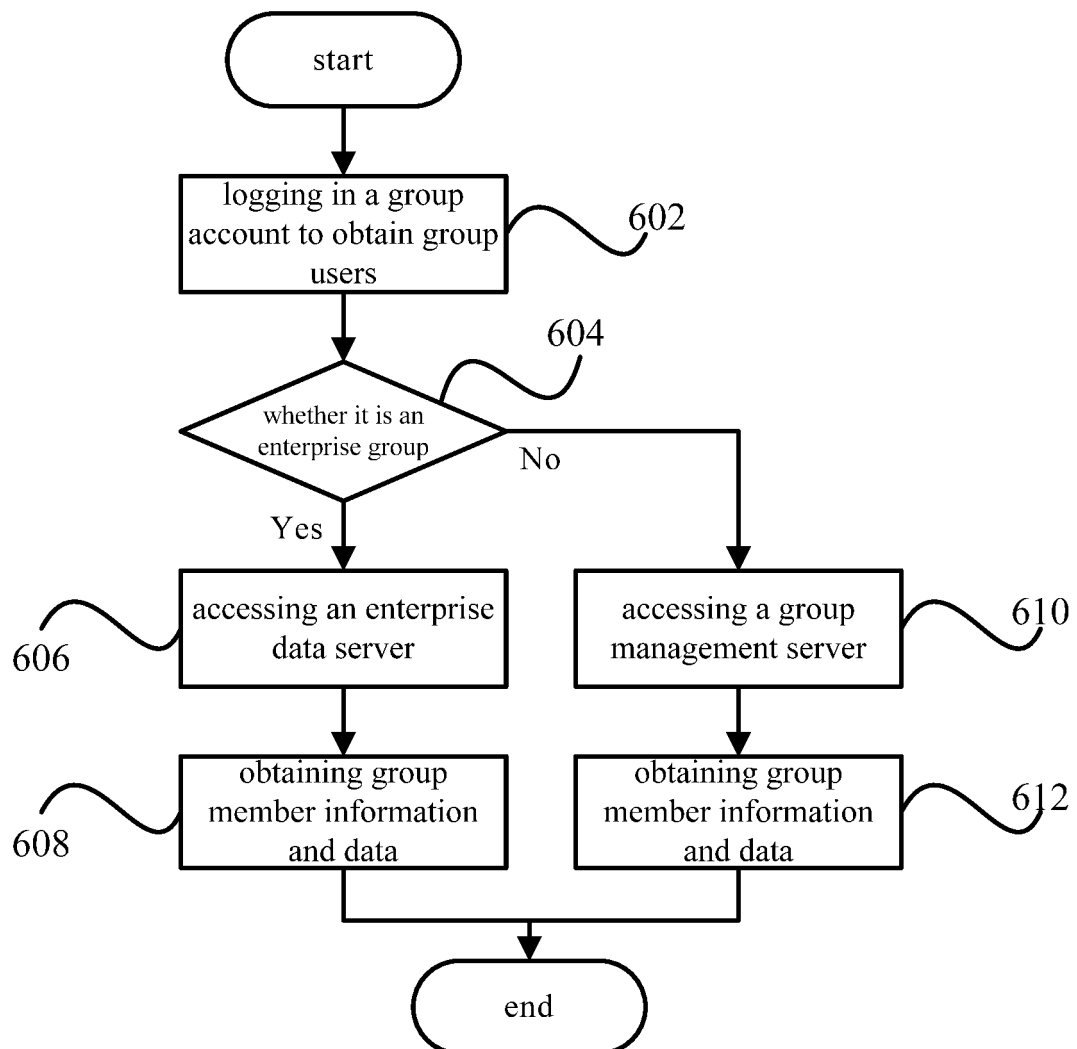 start
logging in a group
account to obtain group
users
602
604
whether it is an
enterprise group
No
Yes
accessing an enterprise
data server
606
accessing a group
management server
610
obtaining group
member information
and data
608
obtaining group
member information
and data
612
end